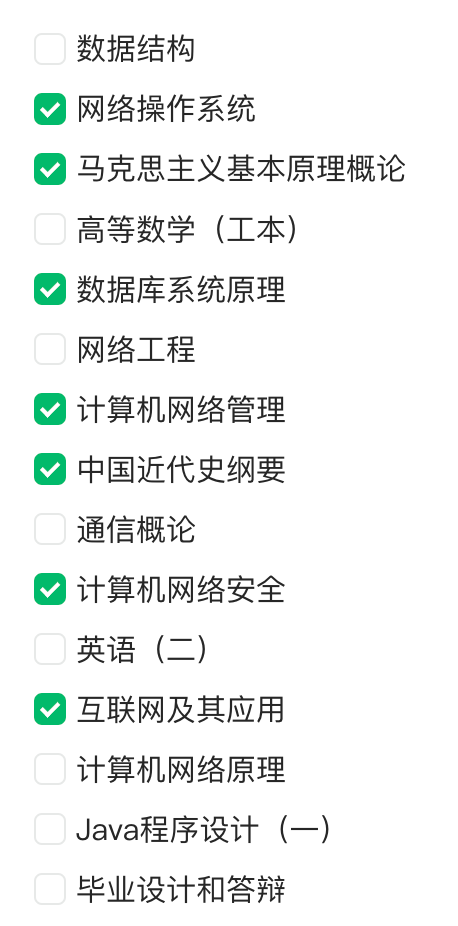 数据结构
网络操作系统
马克思主义基本原理概论
高等数学（工本）
数据库系统原理
网络工程
计算机网络管理
中国近代史纲要
通信概论
计算机网络安全
英语（二）
互联网及其应用
计算机网络原理
Java程序设计（一）
毕业设计和答辩